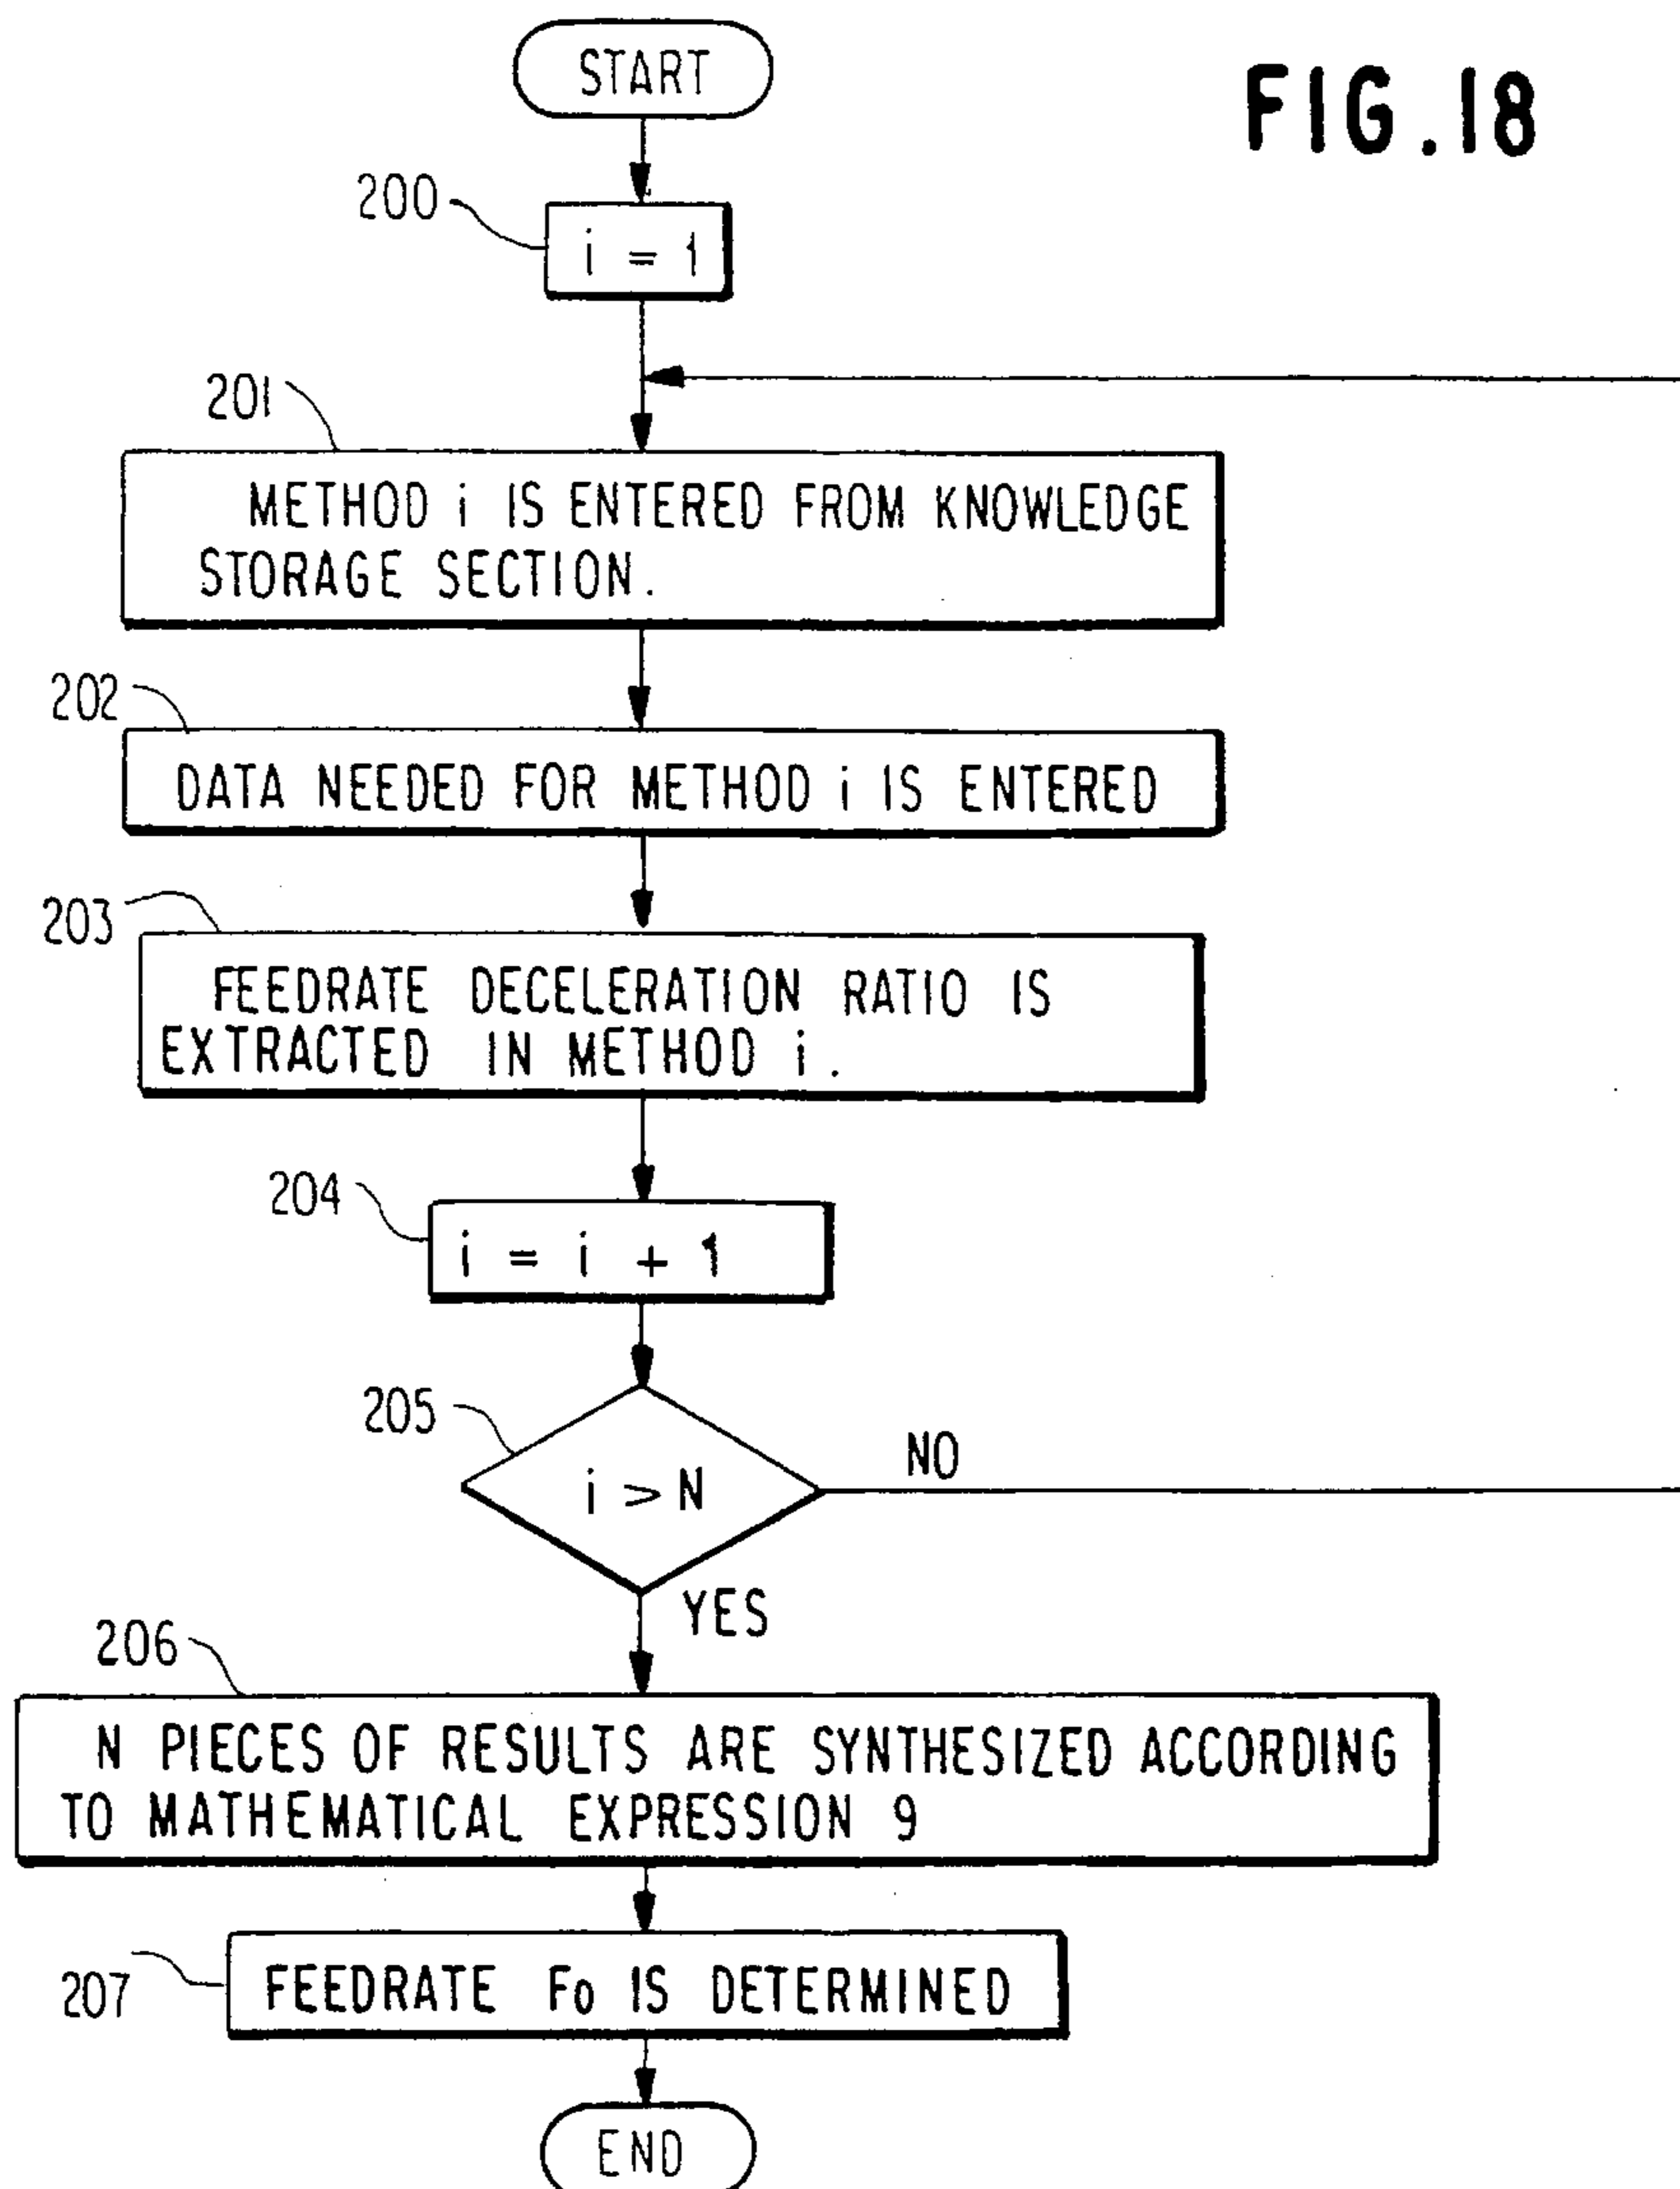 START
FIG.18
200
i = 1
201
METHOD i IS ENTERED FROM KNOWLEDGE
STORAGE SECTION.
202
DATA NEEDED FOR METHOD i IS ENTERED
203
FEEDRATE DECELERATION RATIO IS
EXTRACTED IN METHOD i.
204
i = i + 1
205
i > N
NO
YES
206
N PIECES OF RESULTS ARE SYNTHESIZED ACCORDING
TO MATHEMATICAL EXPRESSION 9
207
FEEDRATE Fo IS DETERMINED
END